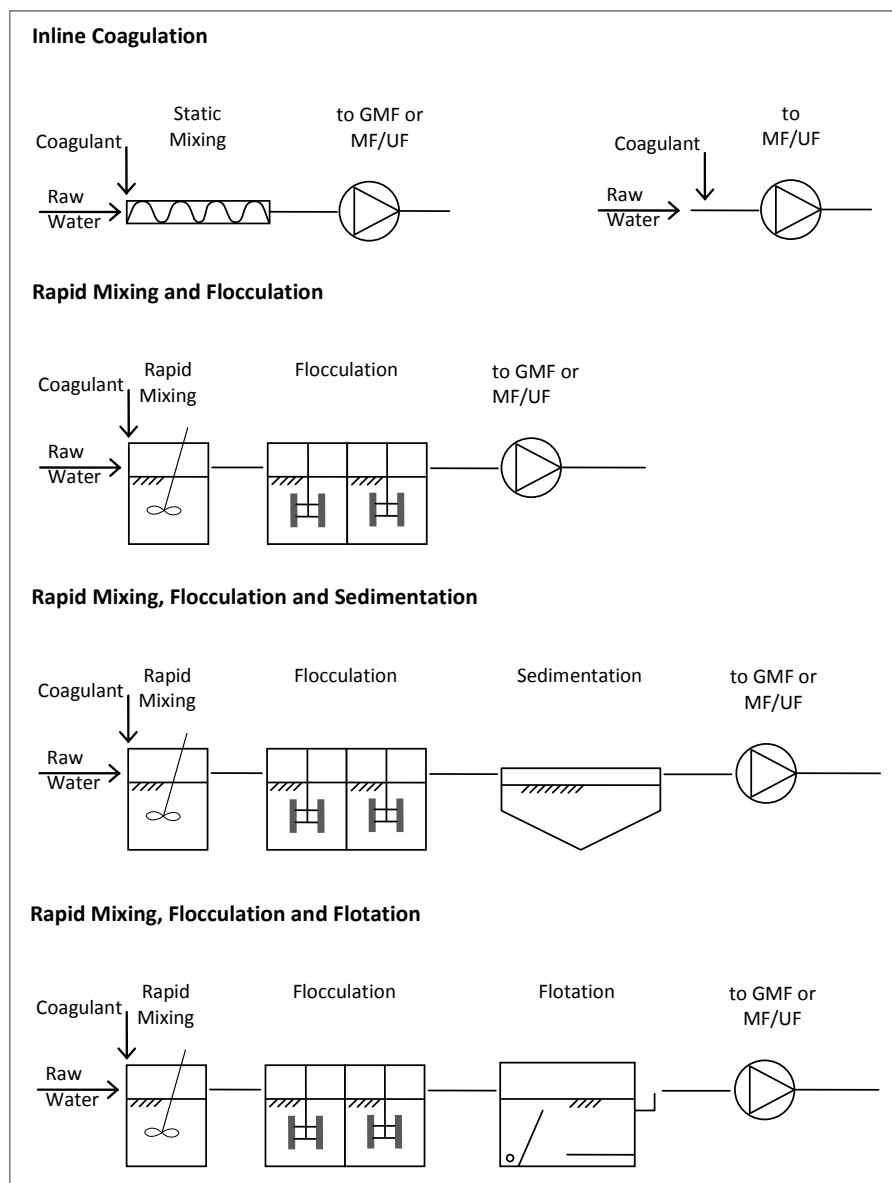 Inline Coagulation
Static
Mixing
to GMF or
MF/UF
Coagulant
Raw
Water
to
MF/UF
Coagulant
Raw
Water
Rapid Mixing and Flocculation
Rapid
Mixing
Flocculation
to GMF or
MF/UF
Coagulant
Raw
Water
Rapid Mixing, Flocculation and Sedimentation
Rapid
Mixing
Flocculation
Sedimentation
to GMF or
MF/UF
Coagulant
Raw
Water
Rapid Mixing, Flocculation and Flotation
Rapid
Mixing
Flocculation
Flotation
to GMF or
MF/UF
Coagulant
Raw
Water